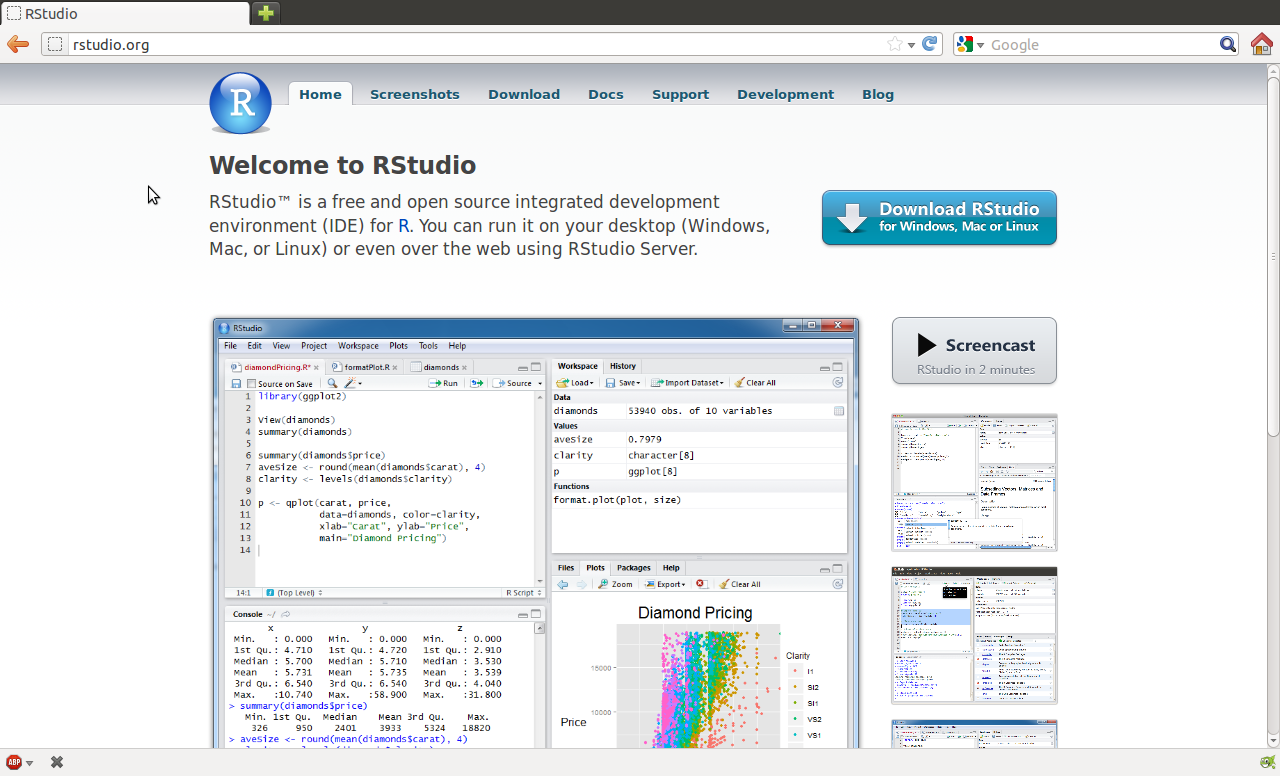 RStudio
rstudio.org
Google
R
Home Screenshots Download Docs Support Development Blog
Welcome to RStudio
RStudio™ is a free and open source integrated development
environment (IDE) for R. You can run it on your desktop (Windows,
Mac, or Linux) or even over the web using RStudio Server.
Download RStudio
for Windows, Mac or Linux
Screencast
RStudio in 2 minutes
RStudio
File Edit View Project Workspace Plots Tools Help
diamondPricing.R* formatPlot.R diamonds
Source on Save Run Source
1 library(ggplot2)
2
3 View(diamonds)
4 summary(diamonds)
5
6 summary(diamonds$price)
7 aveSize <- round(mean(diamonds$carat), 4)
8 clarity <- levels(diamonds$clarity)
9
10 p <- qplot(carat, price,
11 data=diamonds, color=clarity,
12 xlab="Carat", ylab="Price",
13 main="Diamond Pricing")
14
14:1 (Top Level) R Script
Console ~/
x y z
Min. : 0.000 Min. : 0.000 Min. : 0.000
1st Qu.: 4.710 1st Qu.: 4.720 1st Qu.: 2.910
Median : 5.700 Median : 5.710 Median : 3.530
Mean : 5.731 Mean : 5.735 Mean : 3.539
3rd Qu.: 6.540 3rd Qu.: 6.540 3rd Qu.: 4.040
Max. :10.740 Max. :58.900 Max. :31.800
> summary(diamonds$price)
Min. 1st Qu. Median Mean 3rd Qu. Max.
326 950 2401 3933 5324 18820
> aveSize <- round(mean(diamonds$carat), 4)
Workspace History
Load Save Import Dataset Clear All
Data
diamonds 53940 obs. of 10 variables
Values
avesize 0.7979
clarity character[8]
p ggplot[8]
Functions
format.plot(plot, size)
Files Plots Packages Help
Zoom Export Clear All
Diamond Pricing
Clarity
I1
SI2
SI1
VS2
VS1
15000
10000
Price
ABP